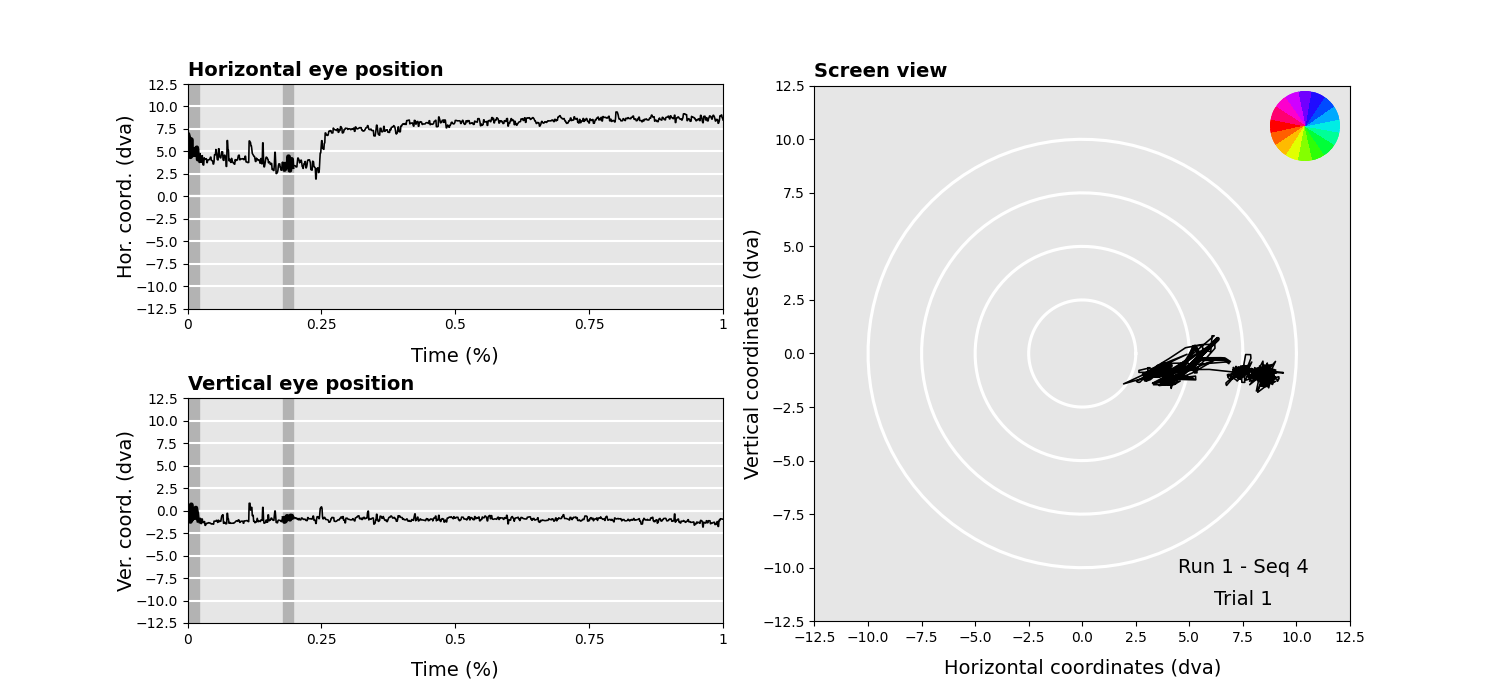 Horizontal eye position
Hor. coord. (dva)
12.5
10.0
7.5
5.0
2.5
0.0
−2.5
−5.0
−7.5
−10.0
−12.5
0 0.25 0.5 0.75 1
Time (%)
Vertical eye position
Ver. coord. (dva)
12.5
10.0
7.5
5.0
2.5
0.0
−2.5
−5.0
−7.5
−10.0
−12.5
0 0.25 0.5 0.75 1
Time (%)
Screen view
Vertical coordinates (dva)
12.5
10.0
7.5
5.0
2.5
0.0
−2.5
−5.0
−7.5
−10.0
−12.5
Run 1 - Seq 4
Trial 1
−12.5 −10.0 −7.5 −5.0 −2.5 0.0 2.5 5.0 7.5 10.0 12.5
Horizontal coordinates (dva)